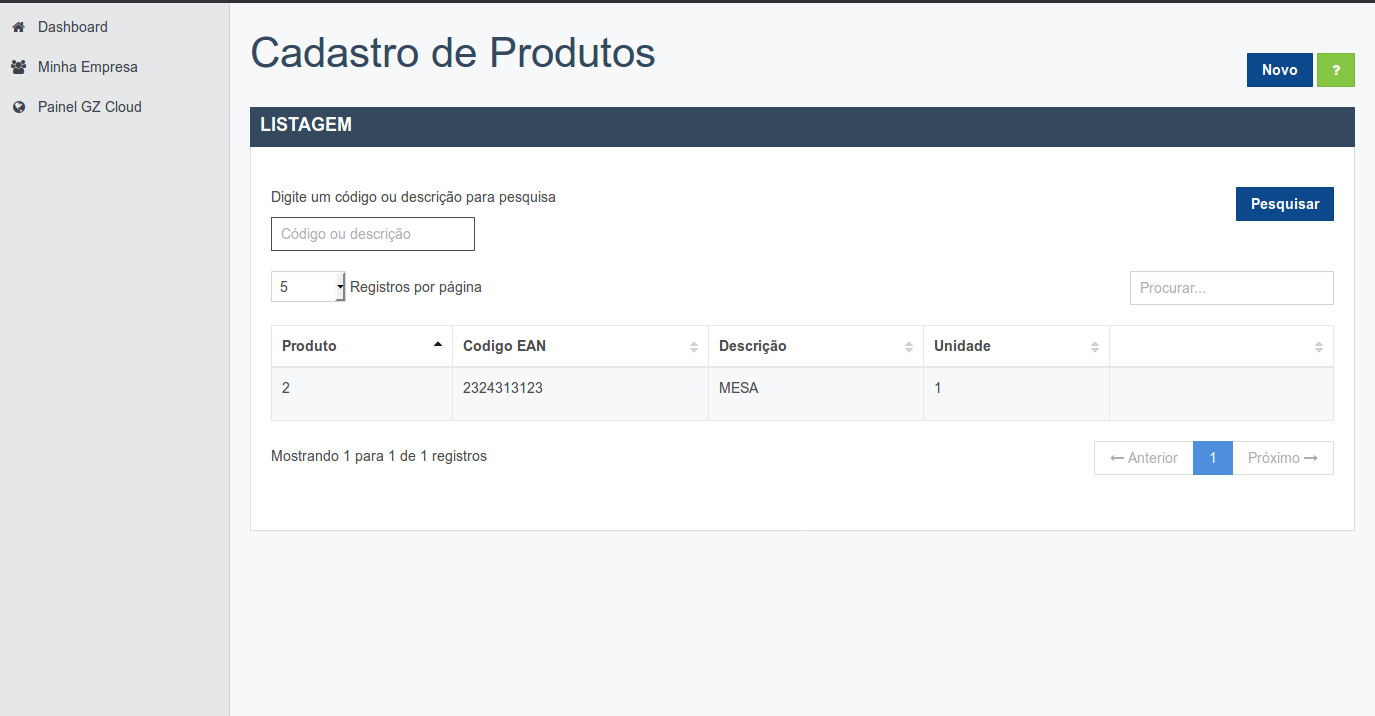 Dashboard
Minha Empresa
Painel GZ Cloud
Cadastro de Produtos
Novo ?
LISTAGEM
Digite um código ou descrição para pesquisa
Pesquisar
Código ou descrição
5 Registros por página
Procurar...
Produto Codigo EAN Descrição Unidade
2 2324313123 MESA 1
Mostrando 1 para 1 de 1 registros
← Anterior 1 Próximo →